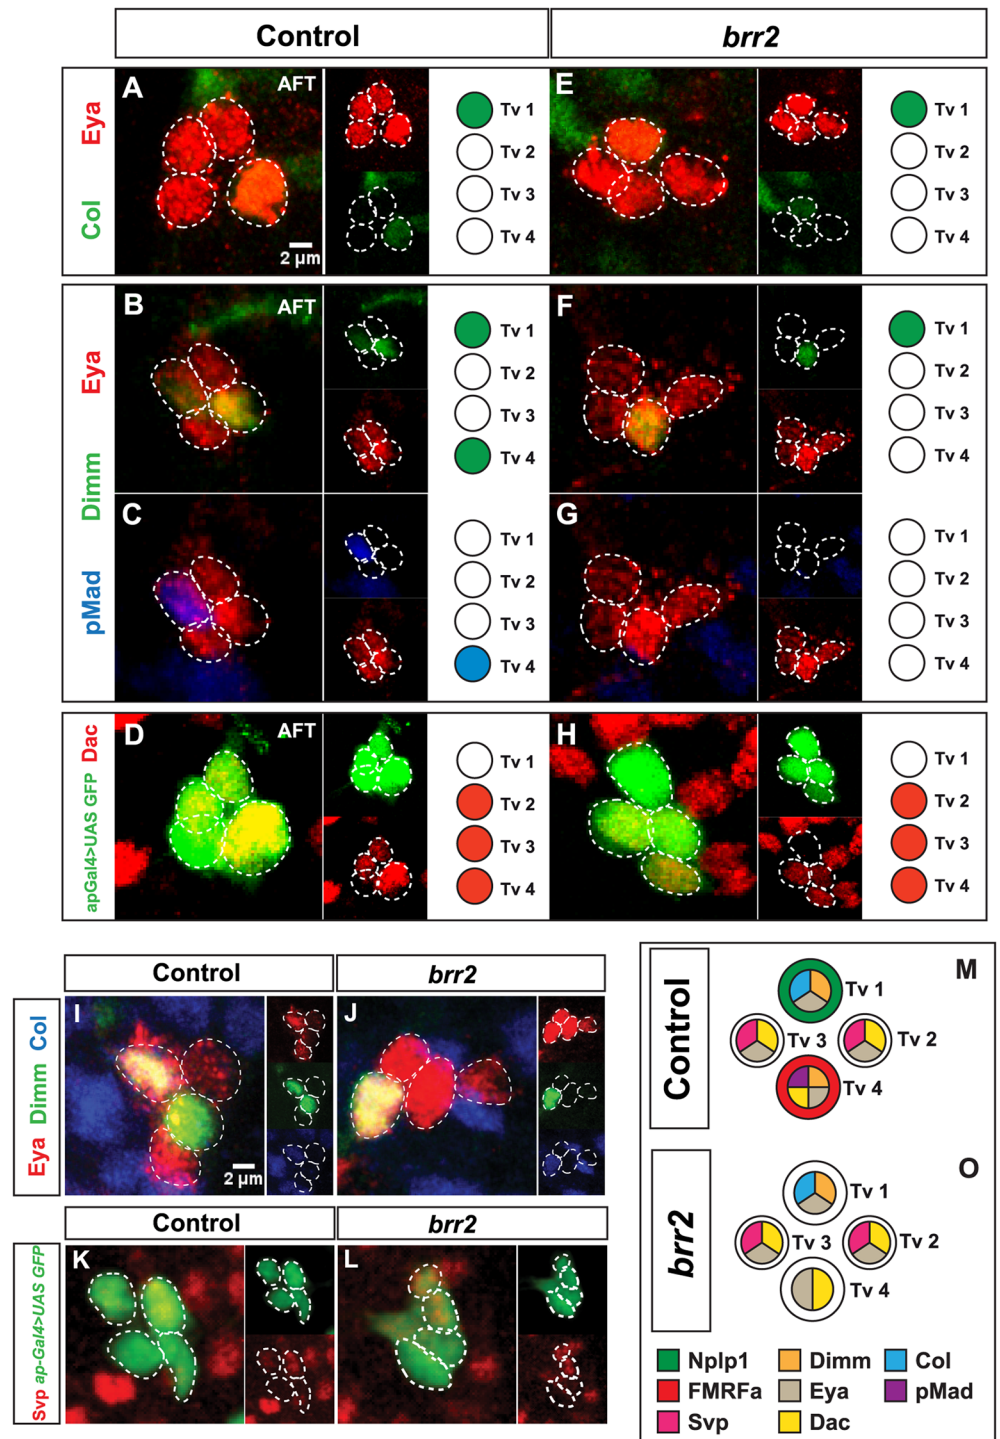 Control
brr2
Eya
Col
A
AFT
2 µm
Tv 1
Tv 2
Tv 3
Tv 4
E
Tv 1
Tv 2
Tv 3
Tv 4
Eya
Dimm
pMad
B
AFT
Tv 1
Tv 2
Tv 3
Tv 4
F
Tv 1
Tv 2
Tv 3
Tv 4
C
Tv 1
Tv 2
Tv 3
Tv 4
G
Tv 1
Tv 2
Tv 3
Tv 4
apGal4>UAS GFP Dac
D
AFT
Tv 1
Tv 2
Tv 3
Tv 4
H
Tv 1
Tv 2
Tv 3
Tv 4
Control
brr2
Eya Dimm Col
I
2 µm
J
Control
brr2
Svp ap-Gal4>UAS GFP
K
L
Control
M
Tv 1
Tv 3
Tv 2
Tv 4
brr2
O
Tv 1
Tv 3
Tv 2
Tv 4
Nplp1
Dimm
Col
FMRFa
Eya
pMad
Svp
Dac